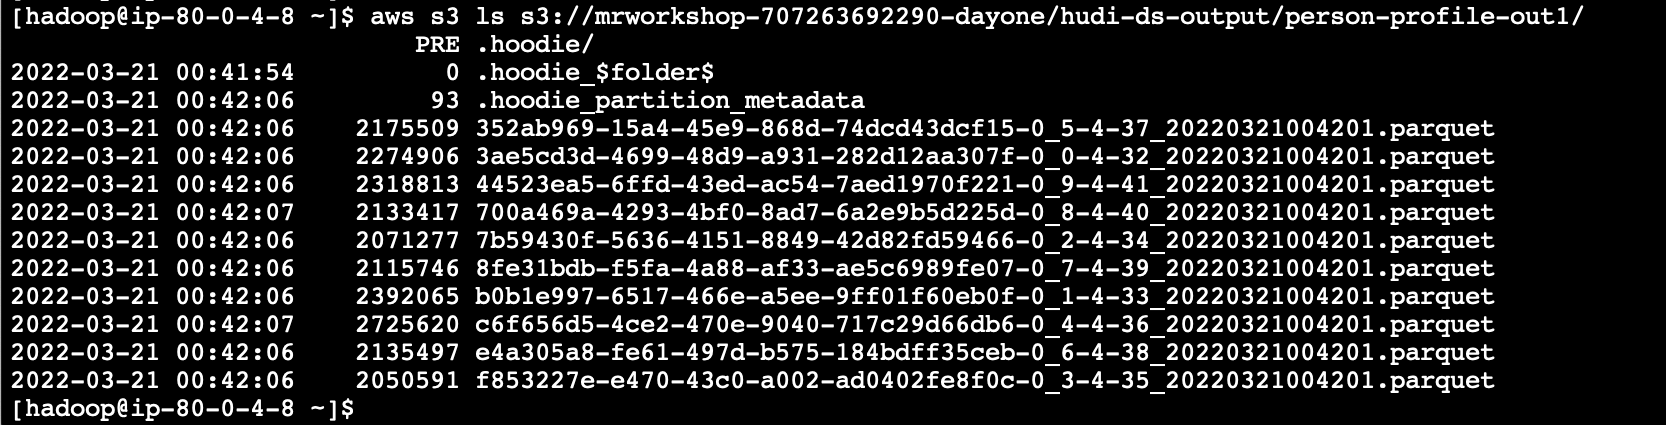 [hadoop@ip-80-0-4-8 ~]$ aws s3 ls s3://mrworkshop-707263692290-dayone/hudi-ds-output/person-profile-out1/
PRE .hoodie/
2022-03-21 00:41:54 0 .hoodie_$folder$
2022-03-21 00:42:06 93 .hoodie_partition_metadata
2022-03-21 00:42:06 2175509 352ab969-15a4-45e9-868d-74dcd43dcf15-0_5-4-37_20220321004201.parquet
2022-03-21 00:42:06 2274906 3ae5cd3d-4699-48d9-a931-282d12aa307f-0_0-4-32_20220321004201.parquet
2022-03-21 00:42:06 2318813 44523ea5-6ffd-43ed-ac54-7aed1970f221-0_9-4-41_20220321004201.parquet
2022-03-21 00:42:07 2133417 700a469a-4293-4bf0-8ad7-6a2e9b5d225d-0_8-4-40_20220321004201.parquet
2022-03-21 00:42:06 2071277 7b59430f-5636-4151-8849-42d82fd59466-0_2-4-34_20220321004201.parquet
2022-03-21 00:42:06 2115746 8fe31bdb-f5fa-4a88-af33-ae5c6989fe07-0_7-4-39_20220321004201.parquet
2022-03-21 00:42:06 2392065 b0b1e997-6517-466e-a5ee-9ff01f60eb0f-0_1-4-33_20220321004201.parquet
2022-03-21 00:42:07 2725620 c6f656d5-4ce2-470e-9040-717c29d66db6-0_4-4-36_20220321004201.parquet
2022-03-21 00:42:06 2135497 e4a305a8-fe61-497d-b575-184bdff35ceb-0_6-4-38_20220321004201.parquet
2022-03-21 00:42:06 2050591 f853227e-e470-43c0-a002-ad0402fe8f0c-0_3-4-35_20220321004201.parquet
[hadoop@ip-80-0-4-8 ~]$